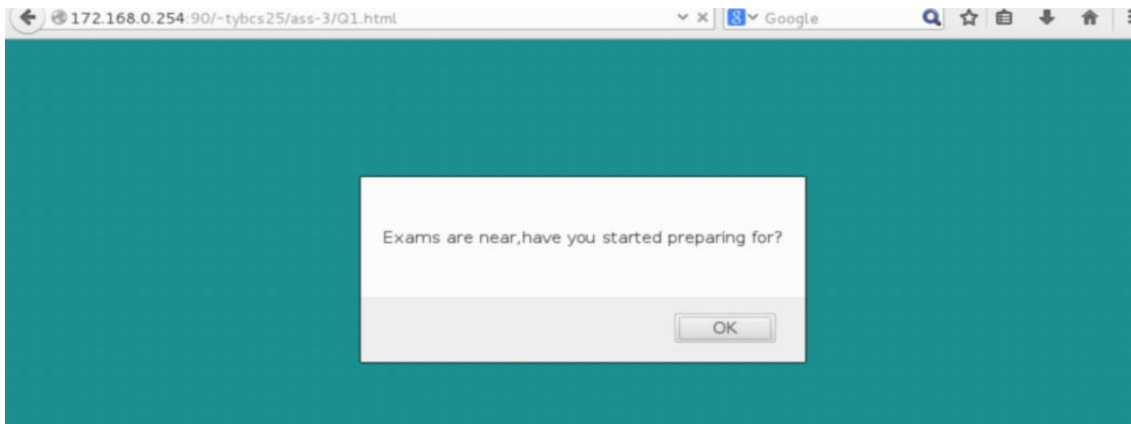 172.168.0.254:90/~tybcs25/ass-3/Q1.html
Google
Exams are near,have you started preparing for?
OK